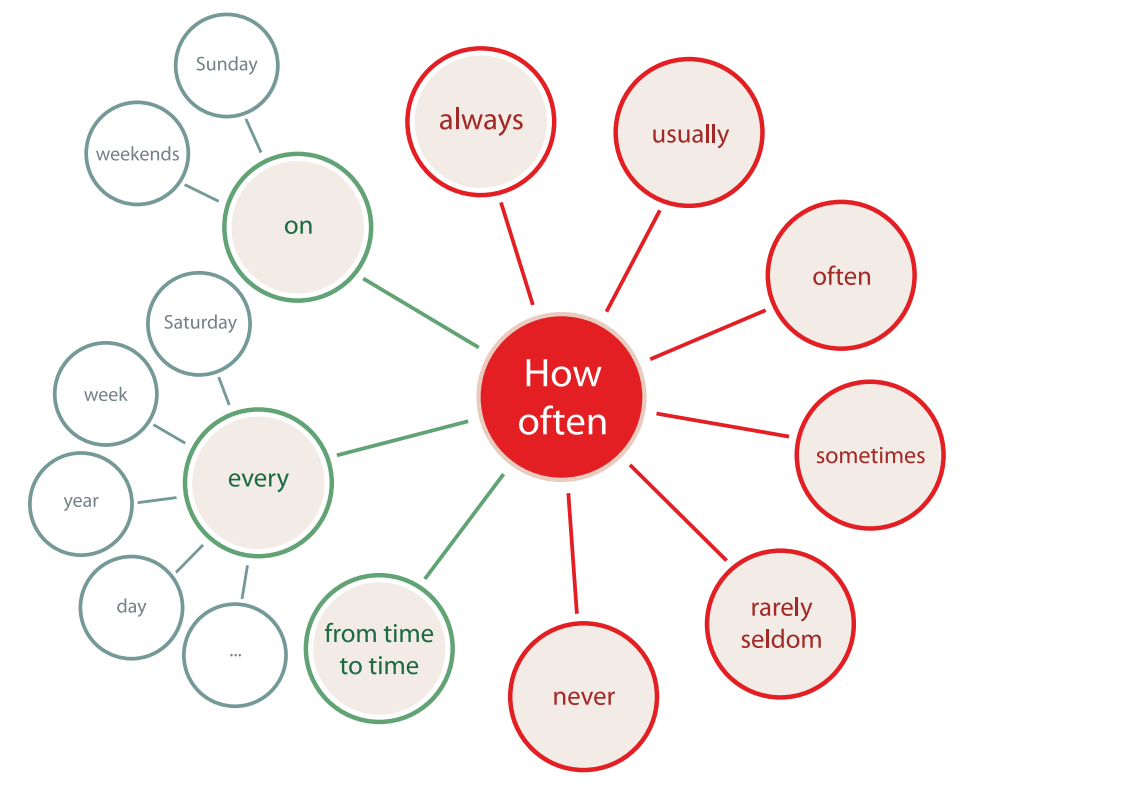 Sunday
weekends
on
always
usually
often
How
often
sometimes
rarely
seldom
never
from time
to time
every
Saturday
week
year
day
...